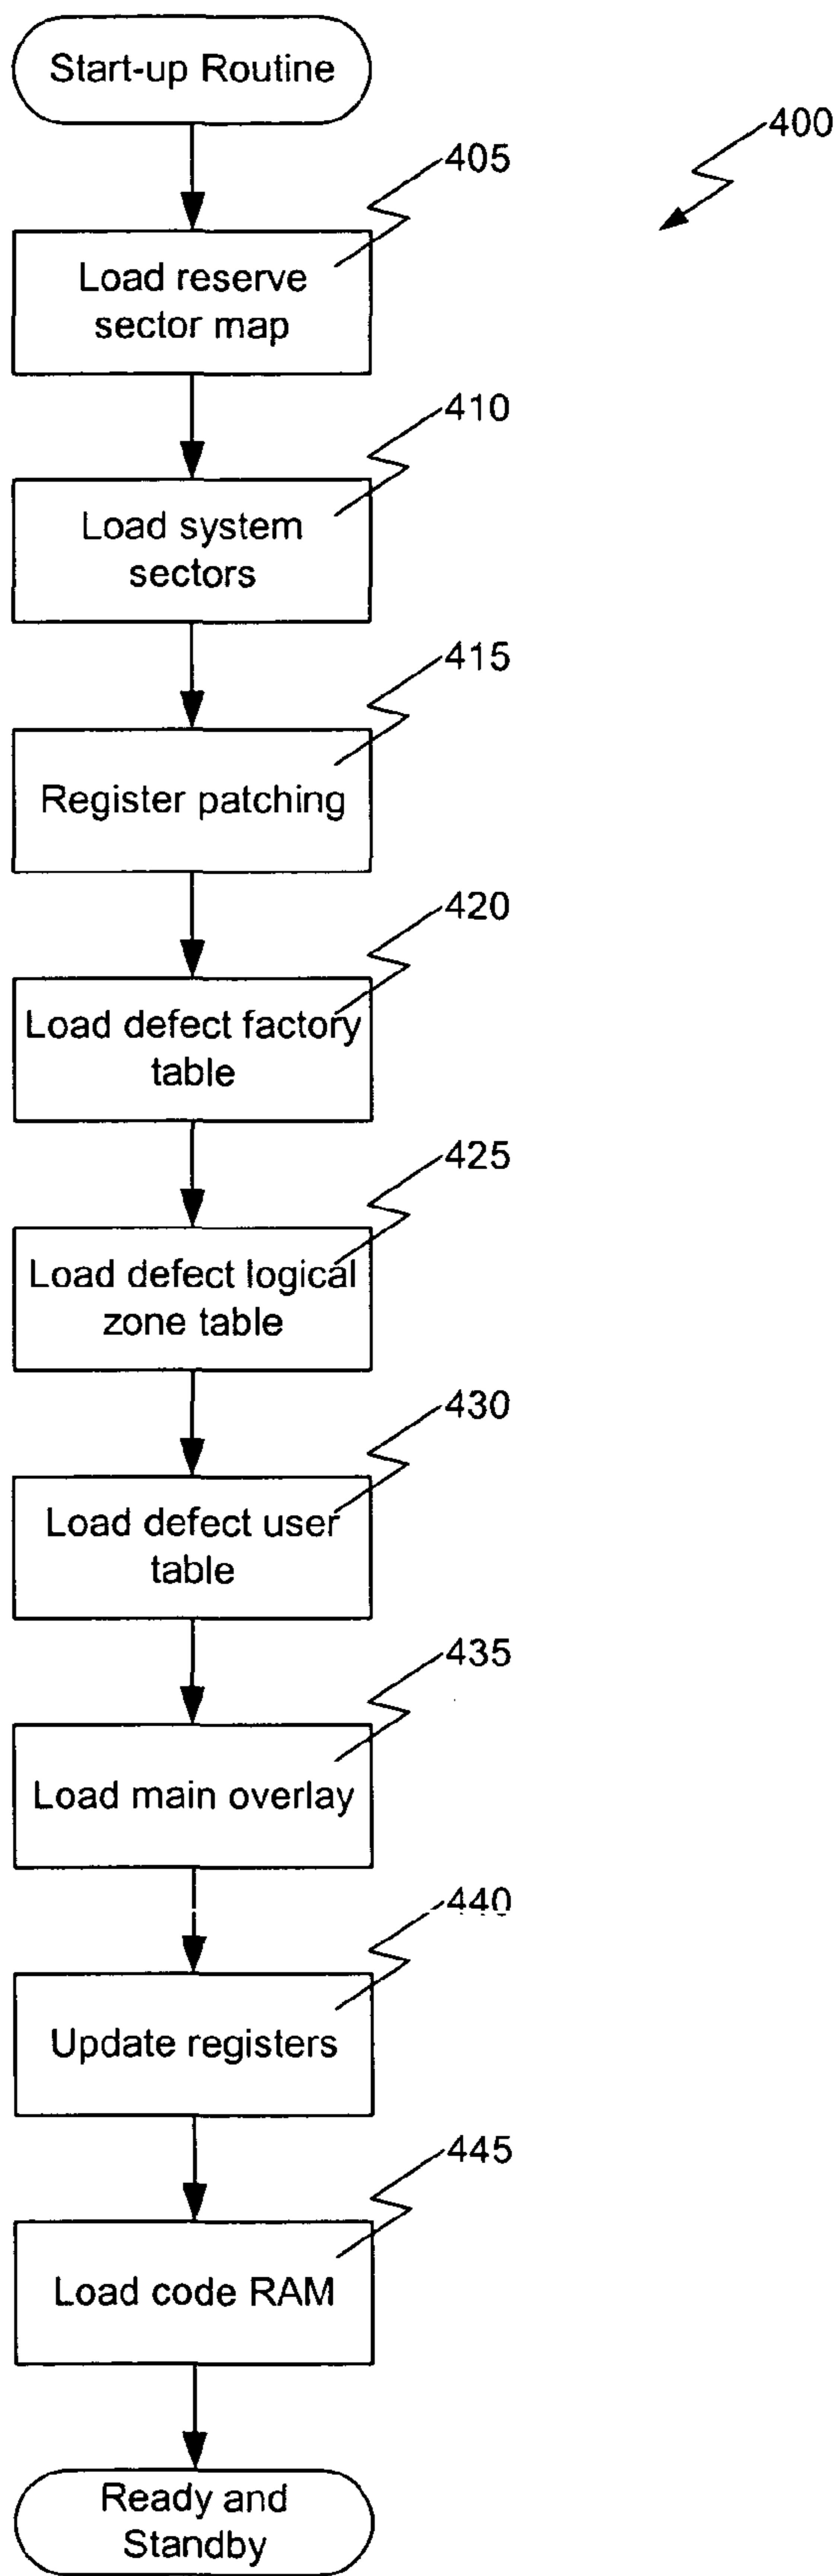 Start-up Routine
400
405
Load reserve
sector map
410
Load system
sectors
415
Register patching
420
Load defect factory
table
425
Load defect logical
zone table
430
Load defect user
table
435
Load main overlay
440
Update registers
445
Load code RAM
Ready and
Standby